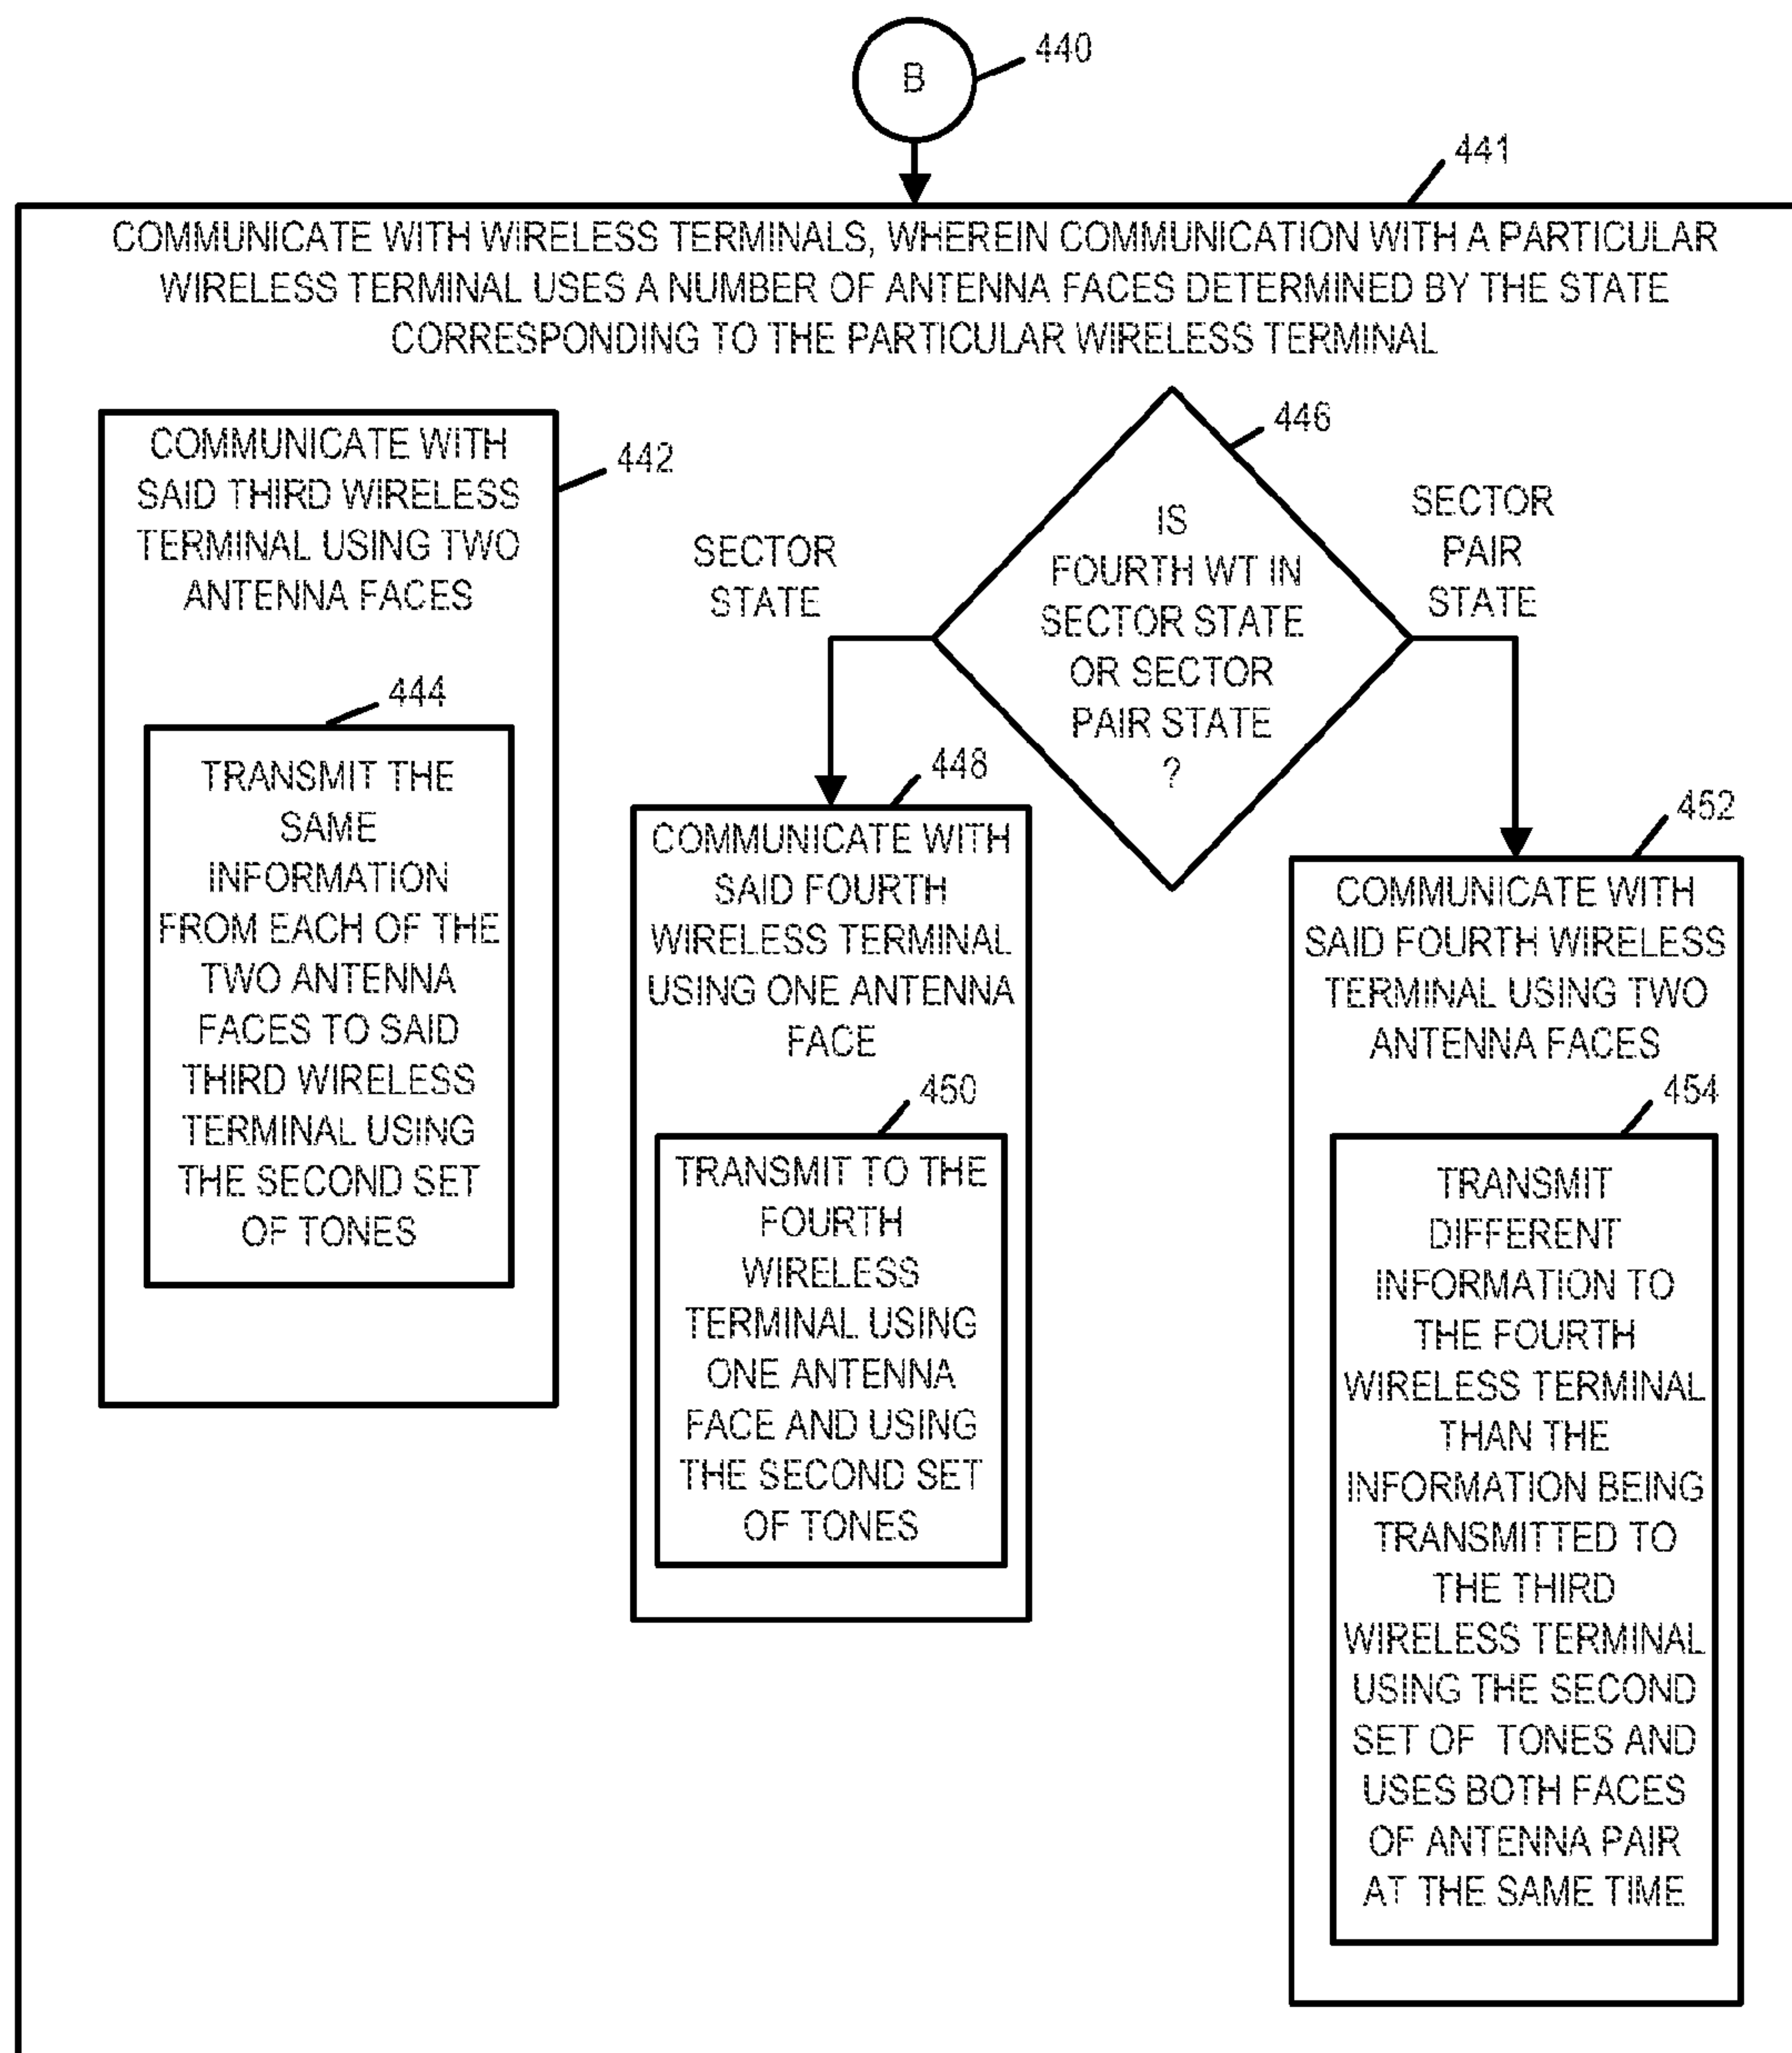 B
440
441
COMMUNICATE WITH WIRELESS TERMINALS, WHEREIN COMMUNICATION WITH A PARTICULAR
WIRELESS TERMINAL USES A NUMBER OF ANTENNA FACES DETERMINED BY THE STATE
CORRESPONDING TO THE PARTICULAR WIRELESS TERMINAL
442
COMMUNICATE WITH
SAID THIRD WIRELESS
TERMINAL USING TWO
ANTENNA FACES
444
TRANSMIT THE
SAME
INFORMATION
FROM EACH OF THE
TWO ANTENNA
FACES TO SAID
THIRD WIRELESS
TERMINAL USING
THE SECOND SET
OF TONES
446
IS
FOURTH WT IN
SECTOR STATE
OR SECTOR
PAIR STATE
?
SECTOR
STATE
SECTOR
PAIR
STATE
448
COMMUNICATE WITH
SAID FOURTH
WIRELESS TERMINAL
USING ONE ANTENNA
FACE
450
TRANSMIT TO THE
FOURTH
WIRELESS
TERMINAL USING
ONE ANTENNA
FACE AND USING
THE SECOND SET
OF TONES
452
COMMUNICATE WITH
SAID FOURTH WIRELESS
TERMINAL USING TWO
ANTENNA FACES
454
TRANSMIT
DIFFERENT
INFORMATION TO
THE FOURTH
WIRELESS TERMINAL
THAN THE
INFORMATION BEING
TRANSMITTED TO
THE THIRD
WIRELESS TERMINAL
USING THE SECOND
SET OF TONES AND
USES BOTH FACES
OF ANTENNA PAIR
AT THE SAME TIME